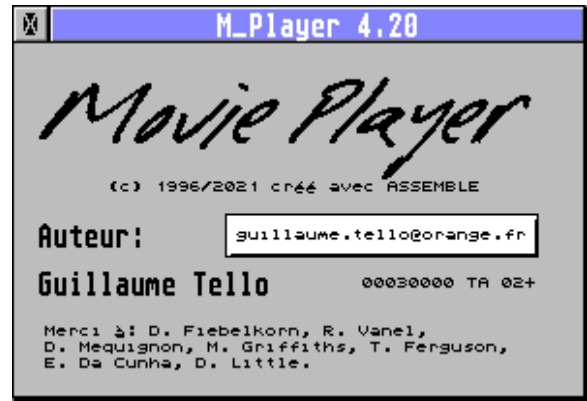 M_Player 4.20
Movie Player
(c) 1996/2021 créé avec ASSEMBLE
Auteur:
guillaume.tello@orange.fr
Guillaume Tello
00030000 TA 02+
Merci à: D. Fiebelkorn, R. Vanel,
D. Mequignon, M. Griffiths, T. Ferguson,
E. Da Cunha, D. Little.